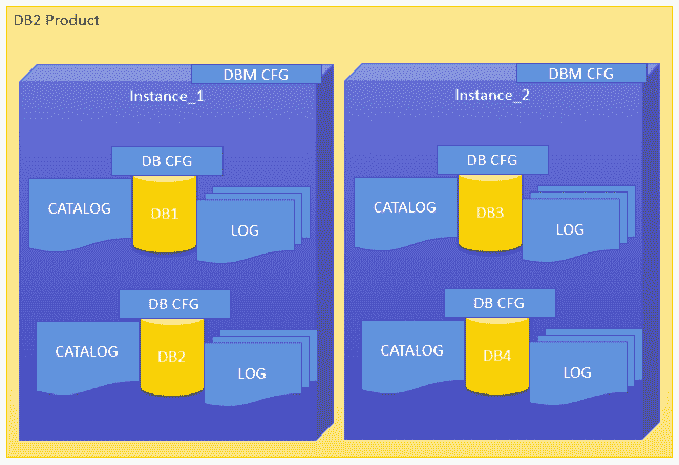 DB2 Product
DBM CFG
Instance_1
DB CFG
CATALOG
DB1
LOG
DB CFG
CATALOG
DB2
LOG
DBM CFG
Instance_2
DB CFG
CATALOG
DB3
LOG
DB CFG
CATALOG
DB4
LOG